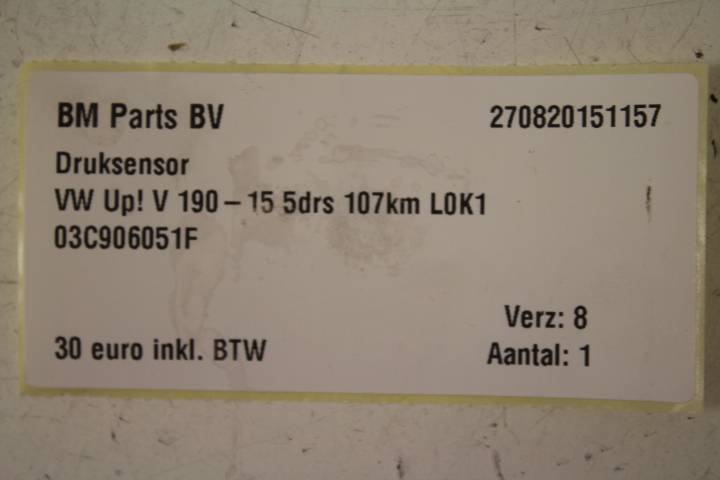 BM Parts BV 270820151157
Druksensor
VW Up! V 190-15 5drs 107km L0K1
03C906051F
Verz: 8
30 euro inkl. BTW Aantal: 1